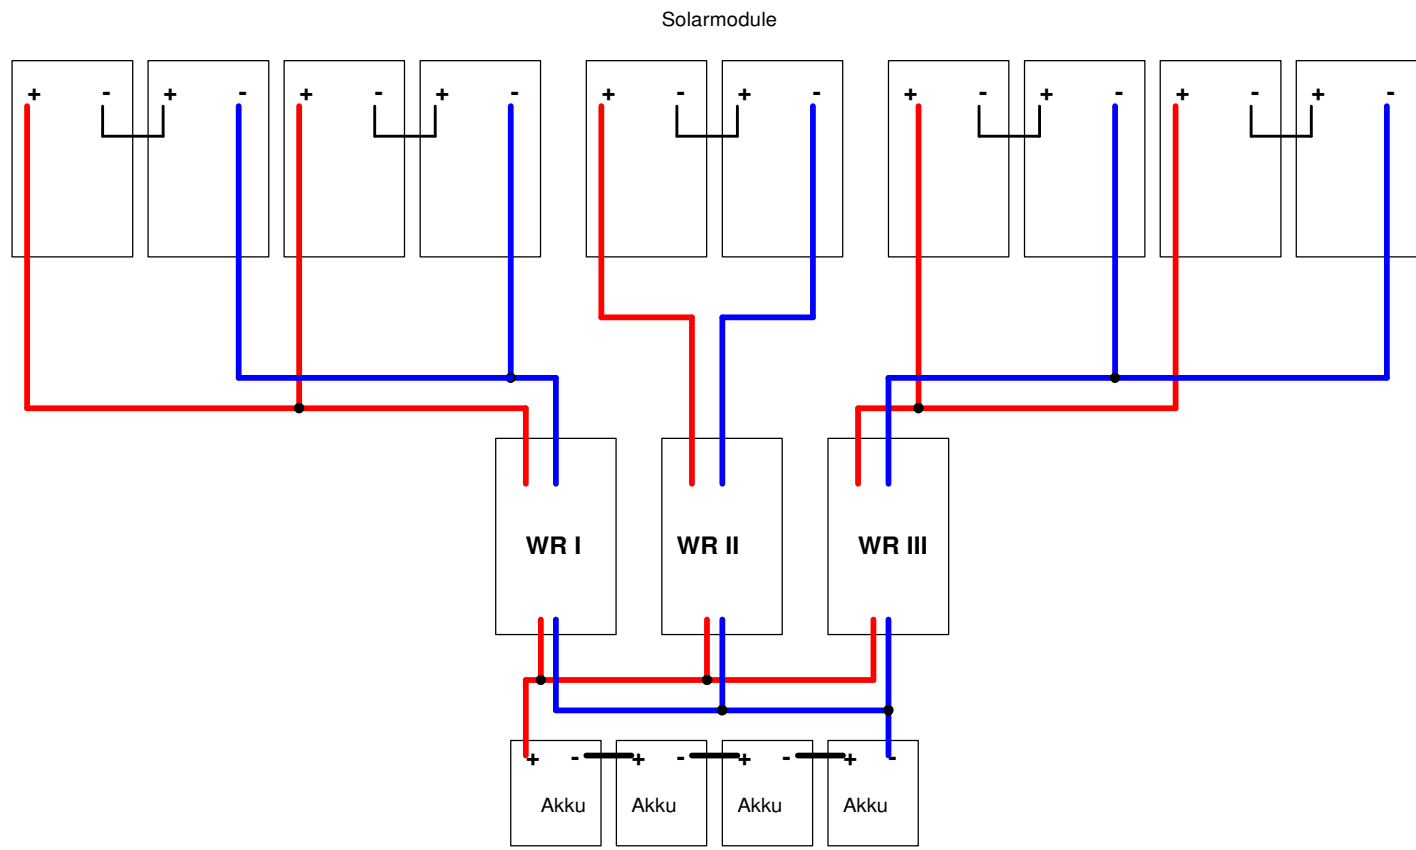 Solarmodule
+ - + - + - + - + - + - + - + - + - + -
WR I WR II WR III
+ - + - + - + -
Akku Akku Akku Akku